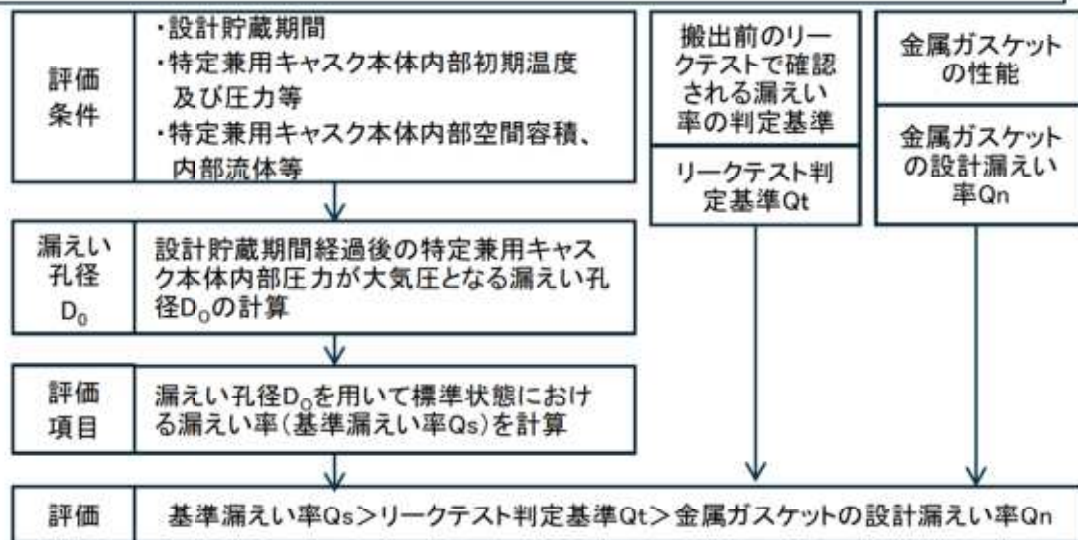 評価
条件
・設計貯蔵期間
・特定兼用キャスク本体内部初期温度
及び圧力等
・特定兼用キャスク本体内部空間容積、
内部流体等
搬出前のリー
クテストで確認
される漏えい
率の判定基準
リークテスト判
定基準Qt
金属ガスケット
の性能
金属ガスケット
の設計漏えい
率Qn
漏えい
孔径
D₀
設計貯蔵期間経過後の特定兼用キャス
ク本体内部圧力が大気圧となる漏えい孔
径D₀の計算
評価
項目
漏えい孔径D₀を用いて標準状態におけ
る漏えい率(基準漏えい率Qs)を計算
評価
基準漏えい率Qs>リークテスト判定基準Qt>金属ガスケットの設計漏えい率Qn